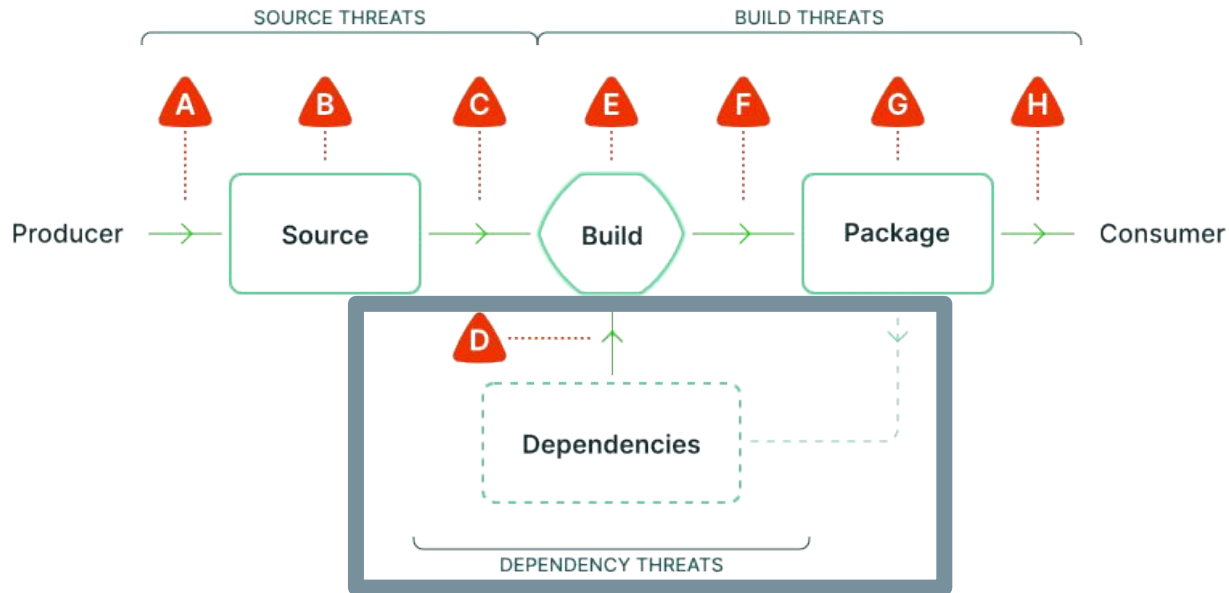 SOURCE THREATS
BUILD THREATS
A
B
C
E
F
G
H
Producer
Source
Build
Package
Consumer
D
Dependencies
DEPENDENCY THREATS